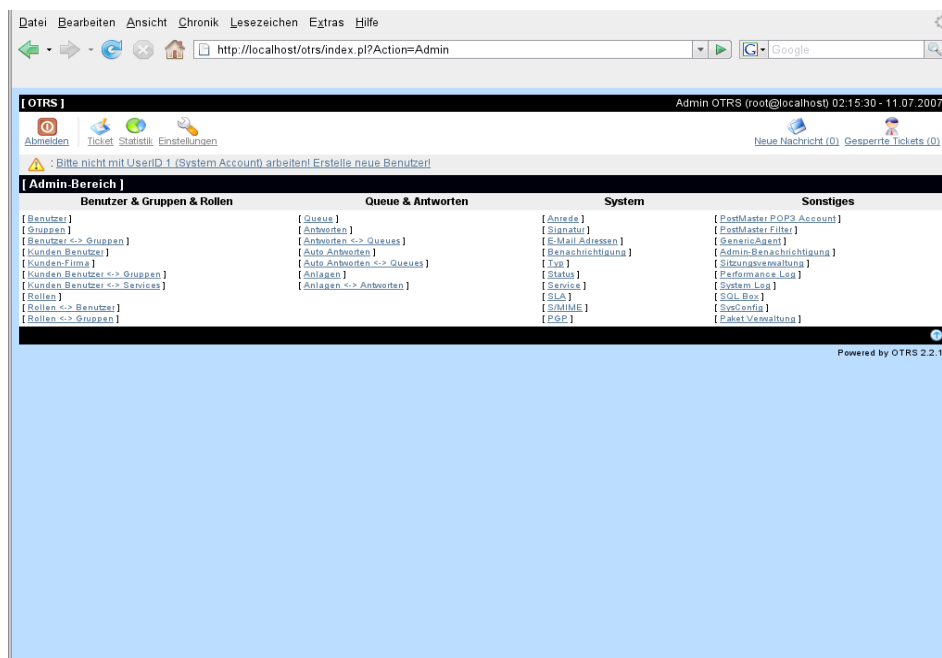 Datei Bearbeiten Ansicht Chronik Lesezeichen Extras Hilfe
http://localhost/otrs/index.pl?Action=Admin
G Google
[ OTRS ] Admin OTRS (root@localhost) 02:15:30 - 11.07.2007
Abmelden Ticket Statistik Einstellungen Neue Nachricht (0) Gesperrte Tickets (0)
: Bitte nicht mit UserID 1 (System Account) arbeiten! Erstelle neue Benutzer!
[ Admin-Bereich ]
Benutzer & Gruppen & Rollen Queue & Antworten System Sonstiges
[ Benutzer ] [ Queue ] [ Anrede ] [ PostMaster POP3 Account ]
[ Gruppen ] [ Antworten ] [ Signatur ] [ PostMaster Filter ]
[ Benutzer <-> Gruppen ] [ Antworten <-> Queues ] [ E-Mail Adressen ] [ GenericAgent ]
[ Kunden Benutzer ] [ Auto Antworten ] [ Benachrichtigung ] [ Admin-Benachrichtigung ]
[ Kunden-Firma ] [ Auto Antworten <-> Queues ] [ Typ ] [ Sitzungsverwaltung ]
[ Kunden Benutzer <-> Gruppen ] [ Anlagen ] [ Status ] [ Performance Log ]
[ Kunden Benutzer <-> Services ] [ Anlagen <-> Antworten ] [ Service ] [ System Log ]
[ Rollen ] [ SLA ] [ SQL Box ]
[ Rollen <-> Benutzer ] [ S/MIME ] [ SysConfig ]
[ Rollen <-> Gruppen ] [ PGP ] [ Paket Verwaltung ]
Powered by OTRS 2.2.1